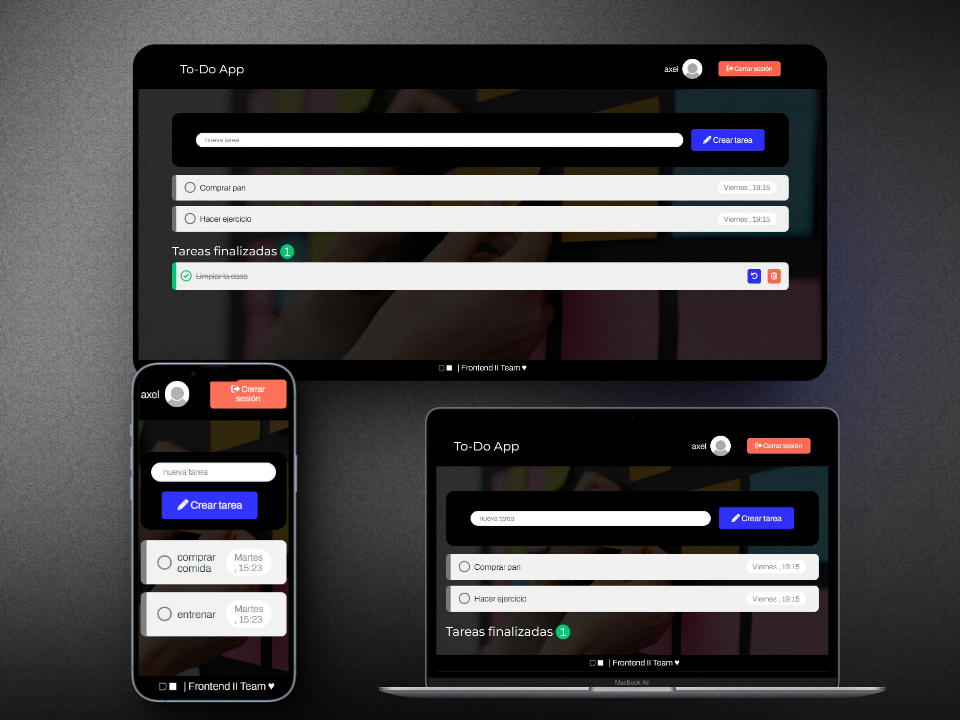 To-Do App
axel
Cerrar sesión
nueva tarea
Crear tarea
Comprar pan
Viernes , 19:15
Hacer ejercicio
Viernes , 19:15
Tareas finalizadas 1
Limpiar la casa
| Frontend II Team ♥
axel
Cerrar
sesión
nueva tarea
Crear tarea
comprar
comida
Martes
, 15:23
entrenar
Martes
, 15:23
| Frontend II Team ♥
To-Do App
axel
Cerrar sesión
nueva tarea
Crear tarea
Comprar pan
Viernes , 19:15
Hacer ejercicio
Viernes , 19:15
Tareas finalizadas 1
| Frontend II Team ♥
MacBook Air